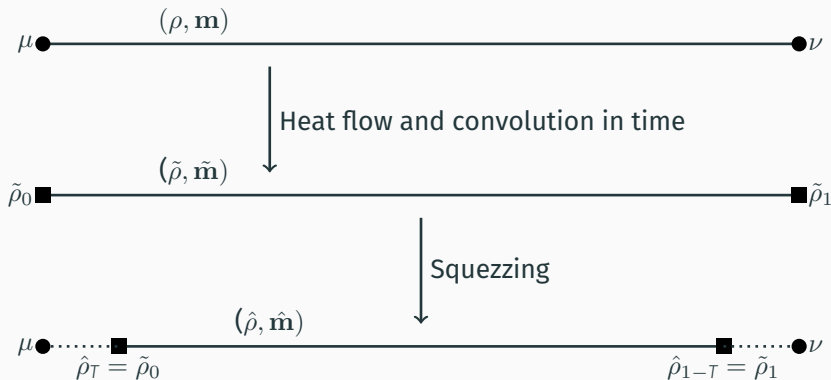 (ρ, m)
μ ν
Heat flow and convolution in time
(ρ̃, m̃)
ρ̃₀ ρ̃₁
Squezzing
(ρ̂, m̂)
μ ν
ρ̂_T = ρ̃₀ ρ̂_{1−T} = ρ̃₁